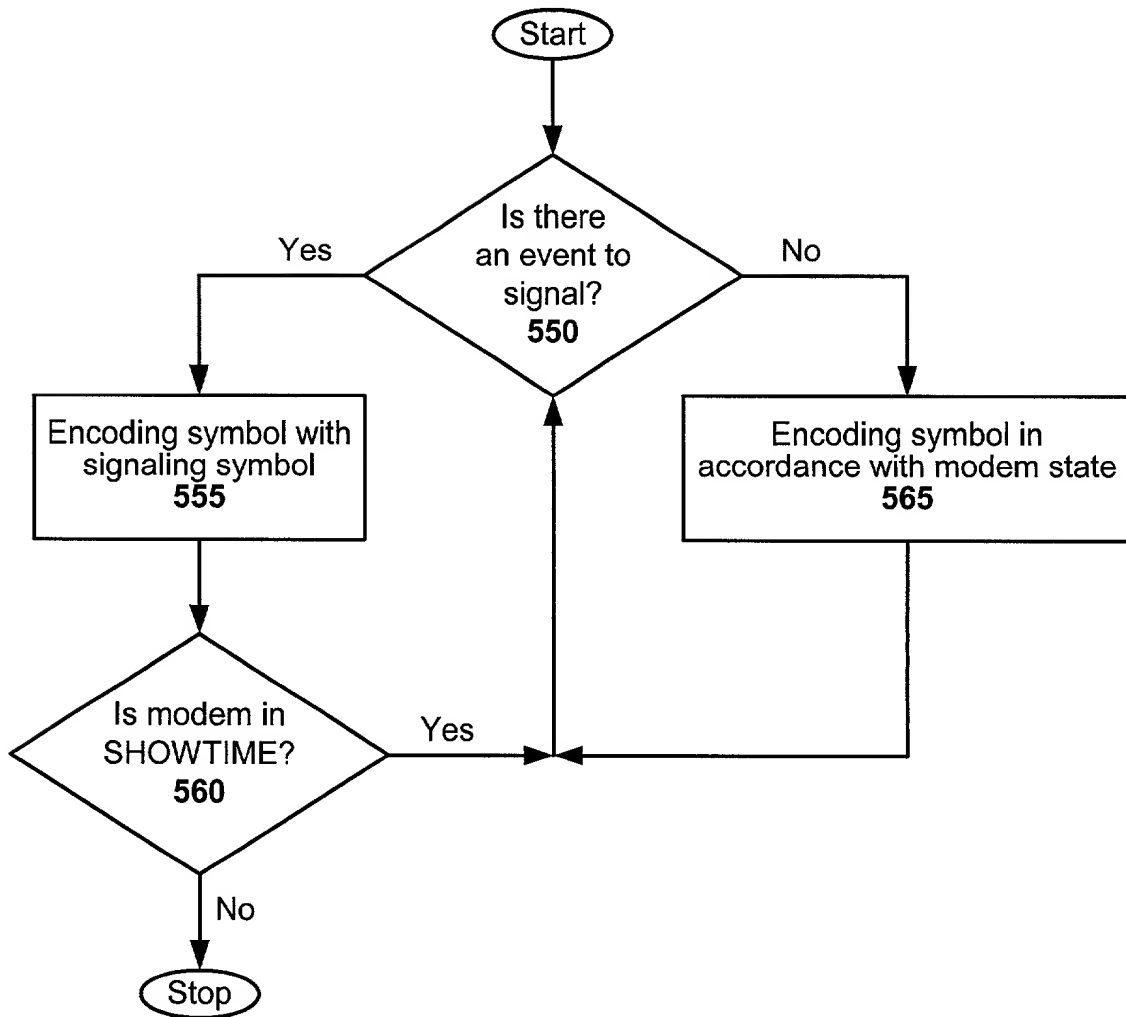 Start
Is there
an event to
signal?
550
Yes
No
Encoding symbol with
signaling symbol
555
Encoding symbol in
accordance with modem state
565
Is modem in
SHOWTIME?
560
Yes
No
Stop